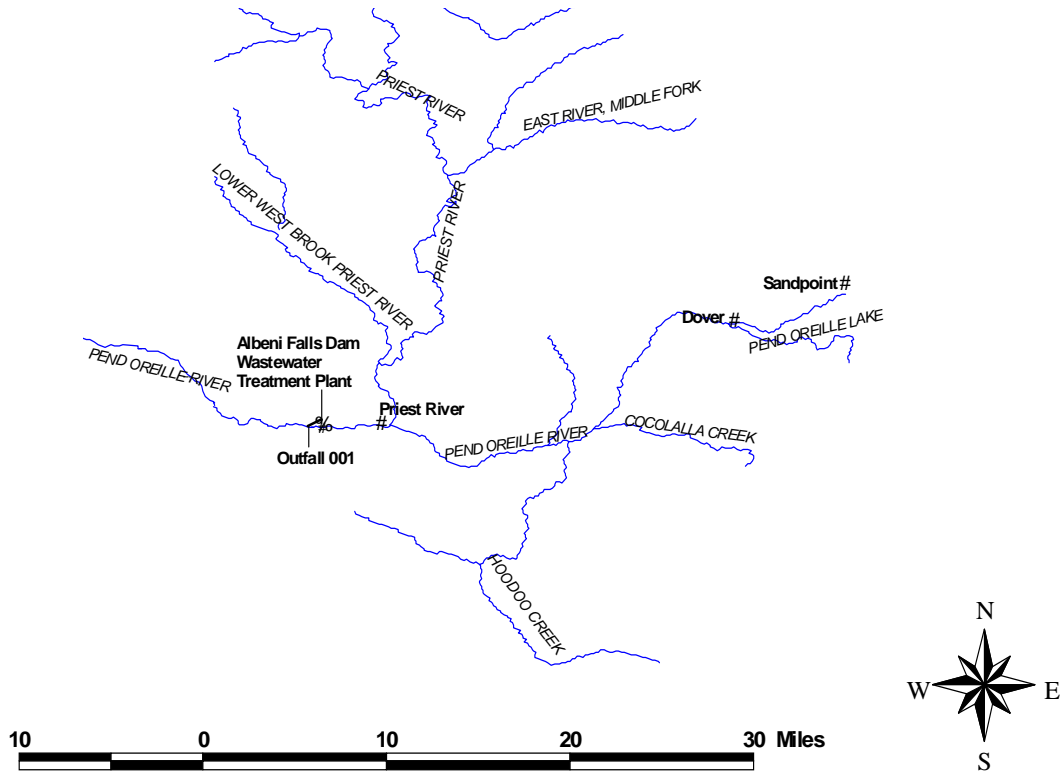 PRIEST RIVER
EAST RIVER, MIDDLE FORK
LOWER WEST BROOK PRIEST RIVER
PRIEST RIVER
Sandpoint #
Dover #
PEND OREILLE LAKE
Albeni Falls Dam
Wastewater
Treatment Plant
PEND OREILLE RIVER
%
#
Priest River
#
Outfall 001
PEND OREILLE RIVER
COCOLALLA CREEK
HOODOO CREEK
N
W
E
S
10 0 10 20 30 Miles